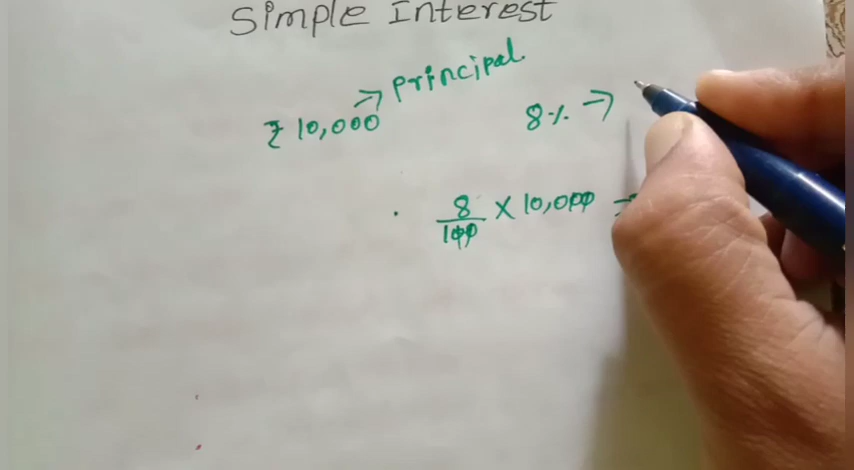 Simple Interest
→ Principal
₹ 10,000 8% →
8/100 × 10,000 →